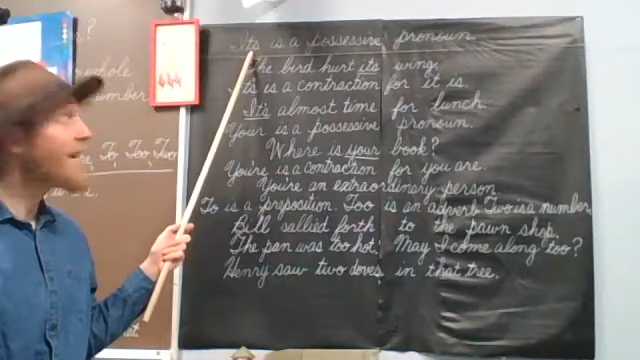 Its is a possessive pronoun.
The bird hurt its wing.
It's is a contraction for it is.
It's almost time for lunch.
Your is a possessive pronoun.
Where is your book?
You're is a contraction for you are.
You're an extraordinary person.
To is a preposition. Too is an adverb. Two is a number.
Bill sallied forth to the pawn shop.
The pan was too hot. May I come along too?
Henry saw two doves in that tree.
?
whole
number
To, Too, Two
444